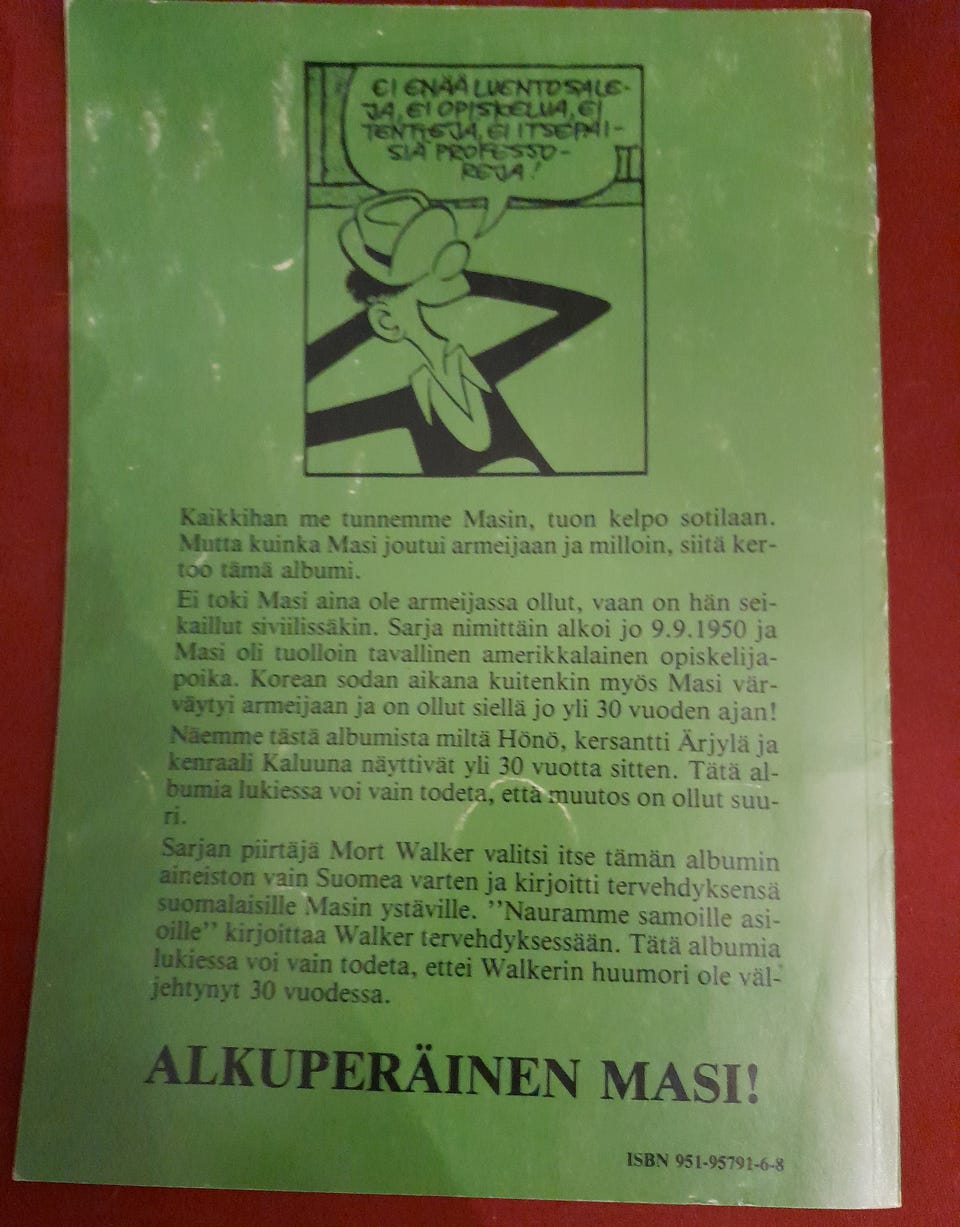 EI ENÄÄ LUENTOSALE-
JA, EI OPISKELUA, EI
TENTTEJÄ, EI ITSEPÄI-
SIÄ PROFESSO-
REJA!
Kaikkihan me tunnemme Masin, tuon kelpo sotilaan.
Mutta kuinka Masi joutui armeijaan ja milloin, siitä ker-
too tämä albumi.
Ei toki Masi aina ole armeijassa ollut, vaan on hän sei-
kaillut siviilissäkin. Sarja nimittäin alkoi jo 9.9.1950 ja
Masi oli tuolloin tavallinen amerikkalainen opiskelija-
poika. Korean sodan aikana kuitenkin myös Masi vär-
väytyi armeijaan ja on ollut siellä jo yli 30 vuoden ajan!
Näemme tästä albumista miltä Hönö, kersantti Ärjylä ja
kenraali Kaluuna näyttivät yli 30 vuotta sitten. Tätä al-
bumia lukiessa voi vain todeta, että muutos on ollut suu-
ri.
Sarjan piirtäjä Mort Walker valitsi itse tämän albumin
aineiston vain Suomea varten ja kirjoitti tervehdyksensä
suomalaisille Masin ystäville. ”Nauramme samoille asi-
oille” kirjoittaa Walker tervehdyksessään. Tätä albumia
lukiessa voi vain todeta, ettei Walkerin huumori ole väl-
jehtynyt 30 vuodessa.
ALKUPERÄINEN MASI!
ISBN 951-95791-6-8